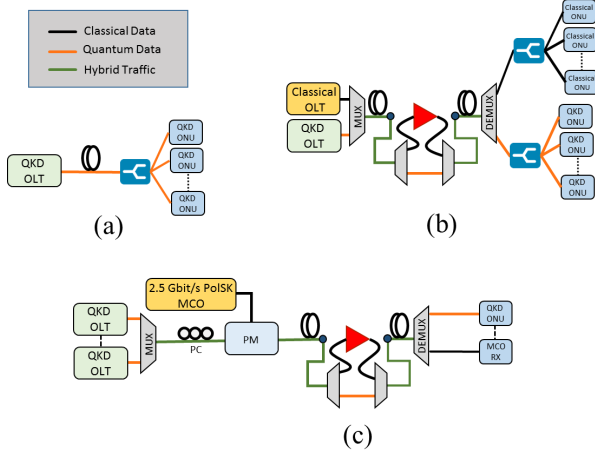 Classical Data
Quantum Data
Hybrid Traffic
QKD
OLT
QKD
ONU
QKD
ONU
QKD
ONU
(a)
Classical
OLT
QKD
OLT
MUX
DEMUX
Classical
ONU
Classical
ONU
Classical
ONU
QKD
ONU
QKD
ONU
QKD
ONU
(b)
2.5 Gbit/s PolSK
MCO
QKD
OLT
QKD
OLT
MUX
PC
PM
DEMUX
QKD
ONU
MCO
RX
(c)